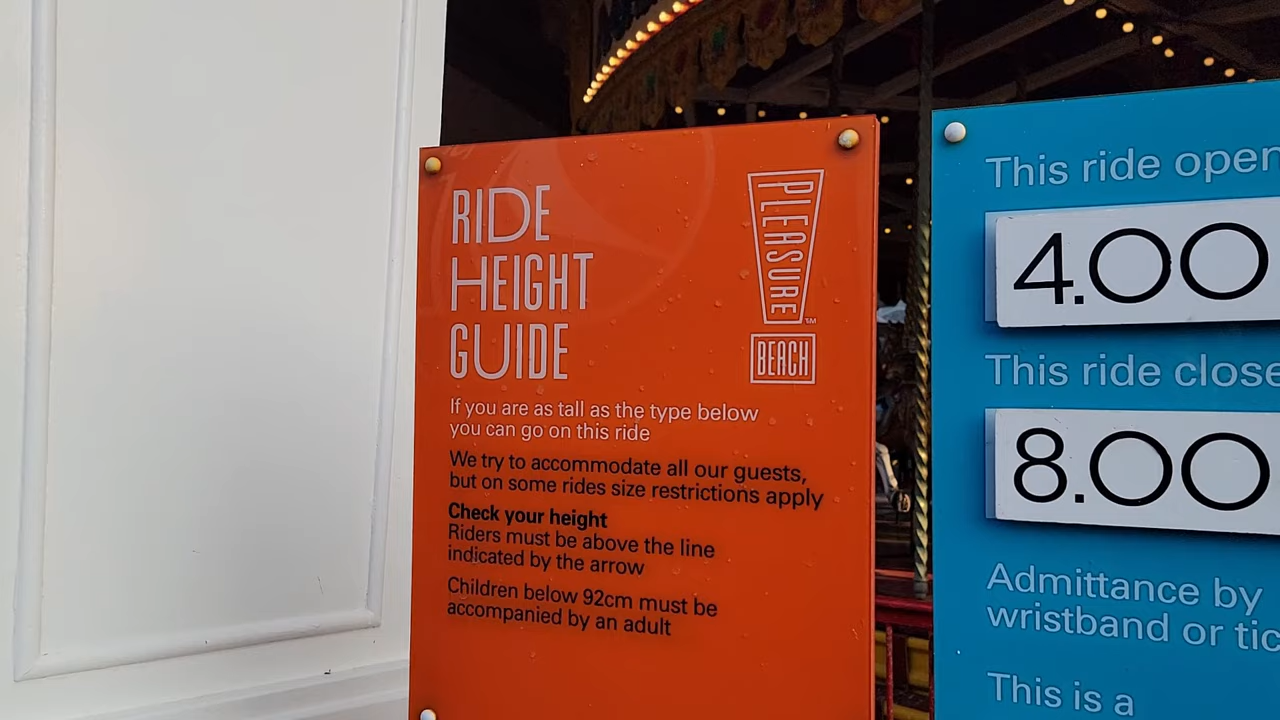 RIDE
HEIGHT
GUIDE
PLEASURE
TM
BEACH
If you are as tall as the type below
you can go on this ride
We try to accommodate all our guests,
but on some rides size restrictions apply
Check your height
Riders must be above the line
indicated by the arrow
Children below 92cm must be
accompanied by an adult
This ride open
4.00
This ride close
8.00
Admittance by
wristband or tic
This is a